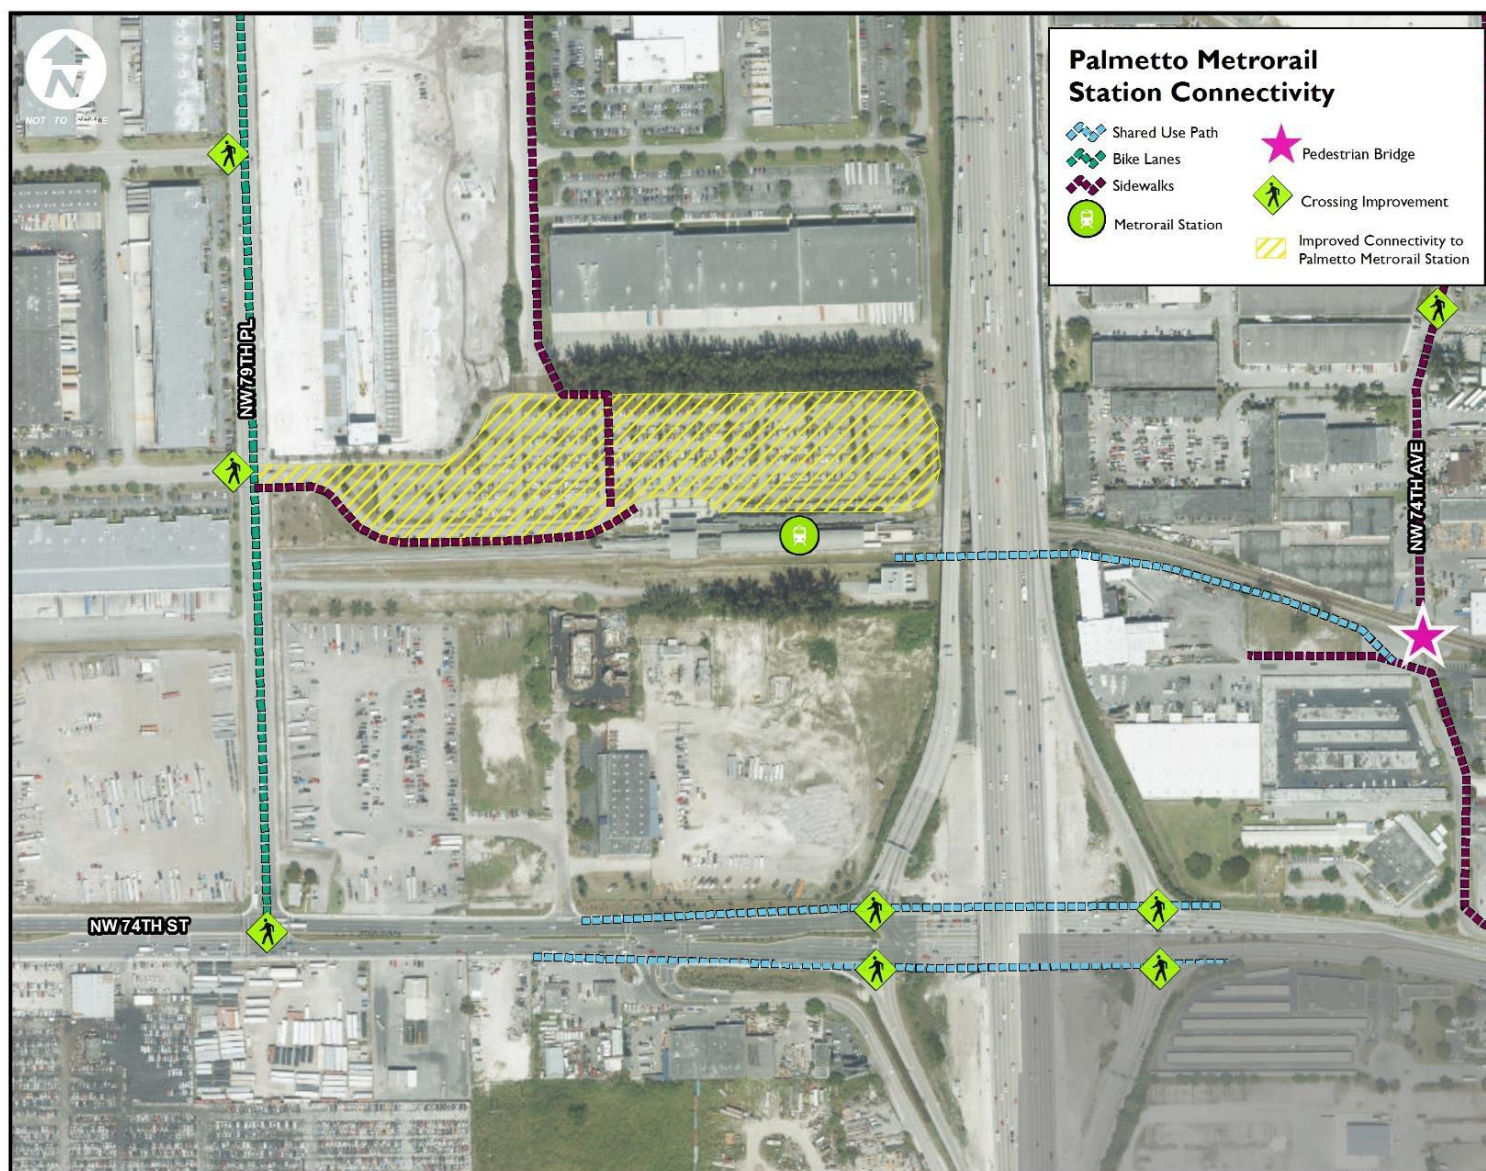 N
NOT TO SCALE
Palmetto Metrorail
Station Connectivity
Shared Use Path
Bike Lanes
Sidewalks
Metrorail Station
Pedestrian Bridge
Crossing Improvement
Improved Connectivity to
Palmetto Metrorail Station
NW 79TH PL
NW 74TH AVE
NW 74TH ST